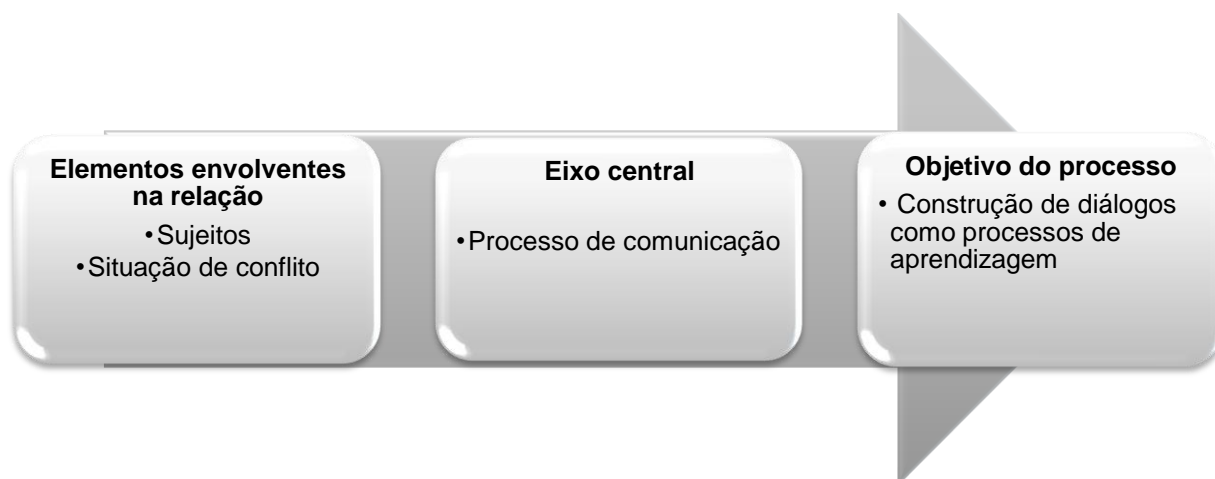 Elementos envolventes
na relação
•Sujeitos
•Situação de conflito
Eixo central
•Processo de comunicação
Objetivo do processo
• Construção de diálogos
como processos de
aprendizagem